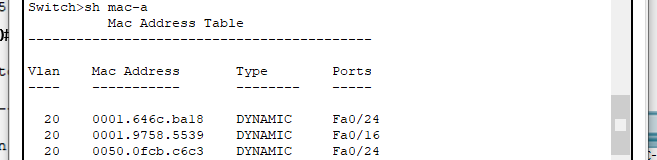 Switch>sh mac-a
Mac Address Table
-------------------------------------------
Vlan Mac Address Type Ports
---- ----------- -------- -----
20 0001.646c.ba18 DYNAMIC Fa0/24
20 0001.9758.5539 DYNAMIC Fa0/16
20 0050.0fcb.c6c3 DYNAMIC Fa0/24